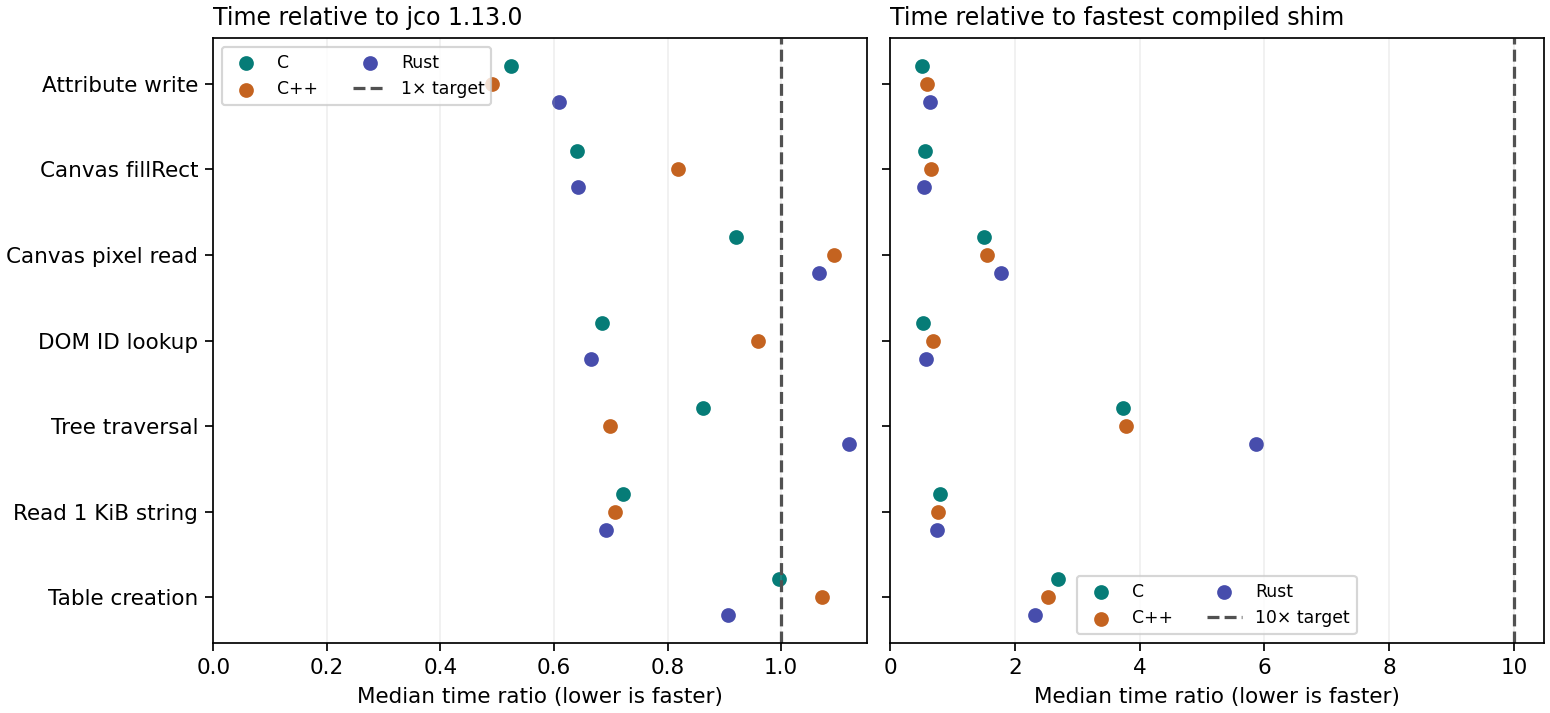 Time relative to jco 1.13.0
C
C++
Rust
1× target
Attribute write
Canvas fillRect
Canvas pixel read
DOM ID lookup
Tree traversal
Read 1 KiB string
Table creation
0.0 0.2 0.4 0.6 0.8 1.0
Median time ratio (lower is faster)
Time relative to fastest compiled shim
C
C++
Rust
10× target
0 2 4 6 8 10
Median time ratio (lower is faster)